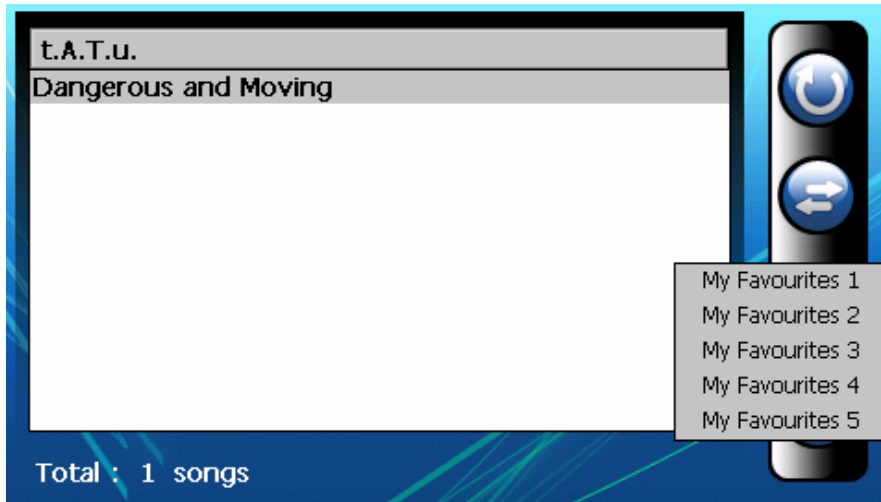 t.A.T.u.
Dangerous and Moving
My Favourites 1
My Favourites 2
My Favourites 3
My Favourites 4
My Favourites 5
Total : 1 songs